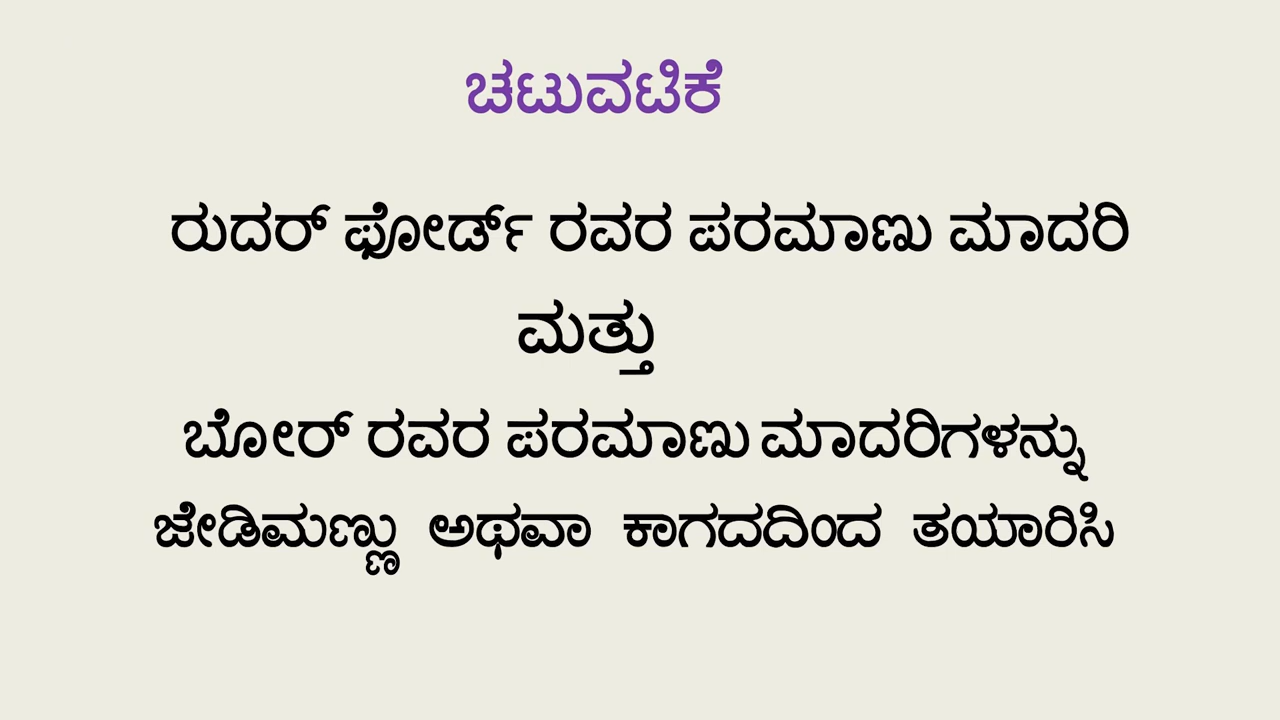 ಚಟುವಟಿಕೆ
ರುದರ್ ಫೋರ್ಡ್ ರವರ ಪರಮಾಣು ಮಾದರಿ
ಮತ್ತು
ಬೋರ್ ರವರ ಪರಮಾಣು ಮಾದರಿಗಳನ್ನು
ಜೇಡಿಮಣ್ಣು ಅಥವಾ ಕಾಗದದಿಂದ ತಯಾರಿಸಿ